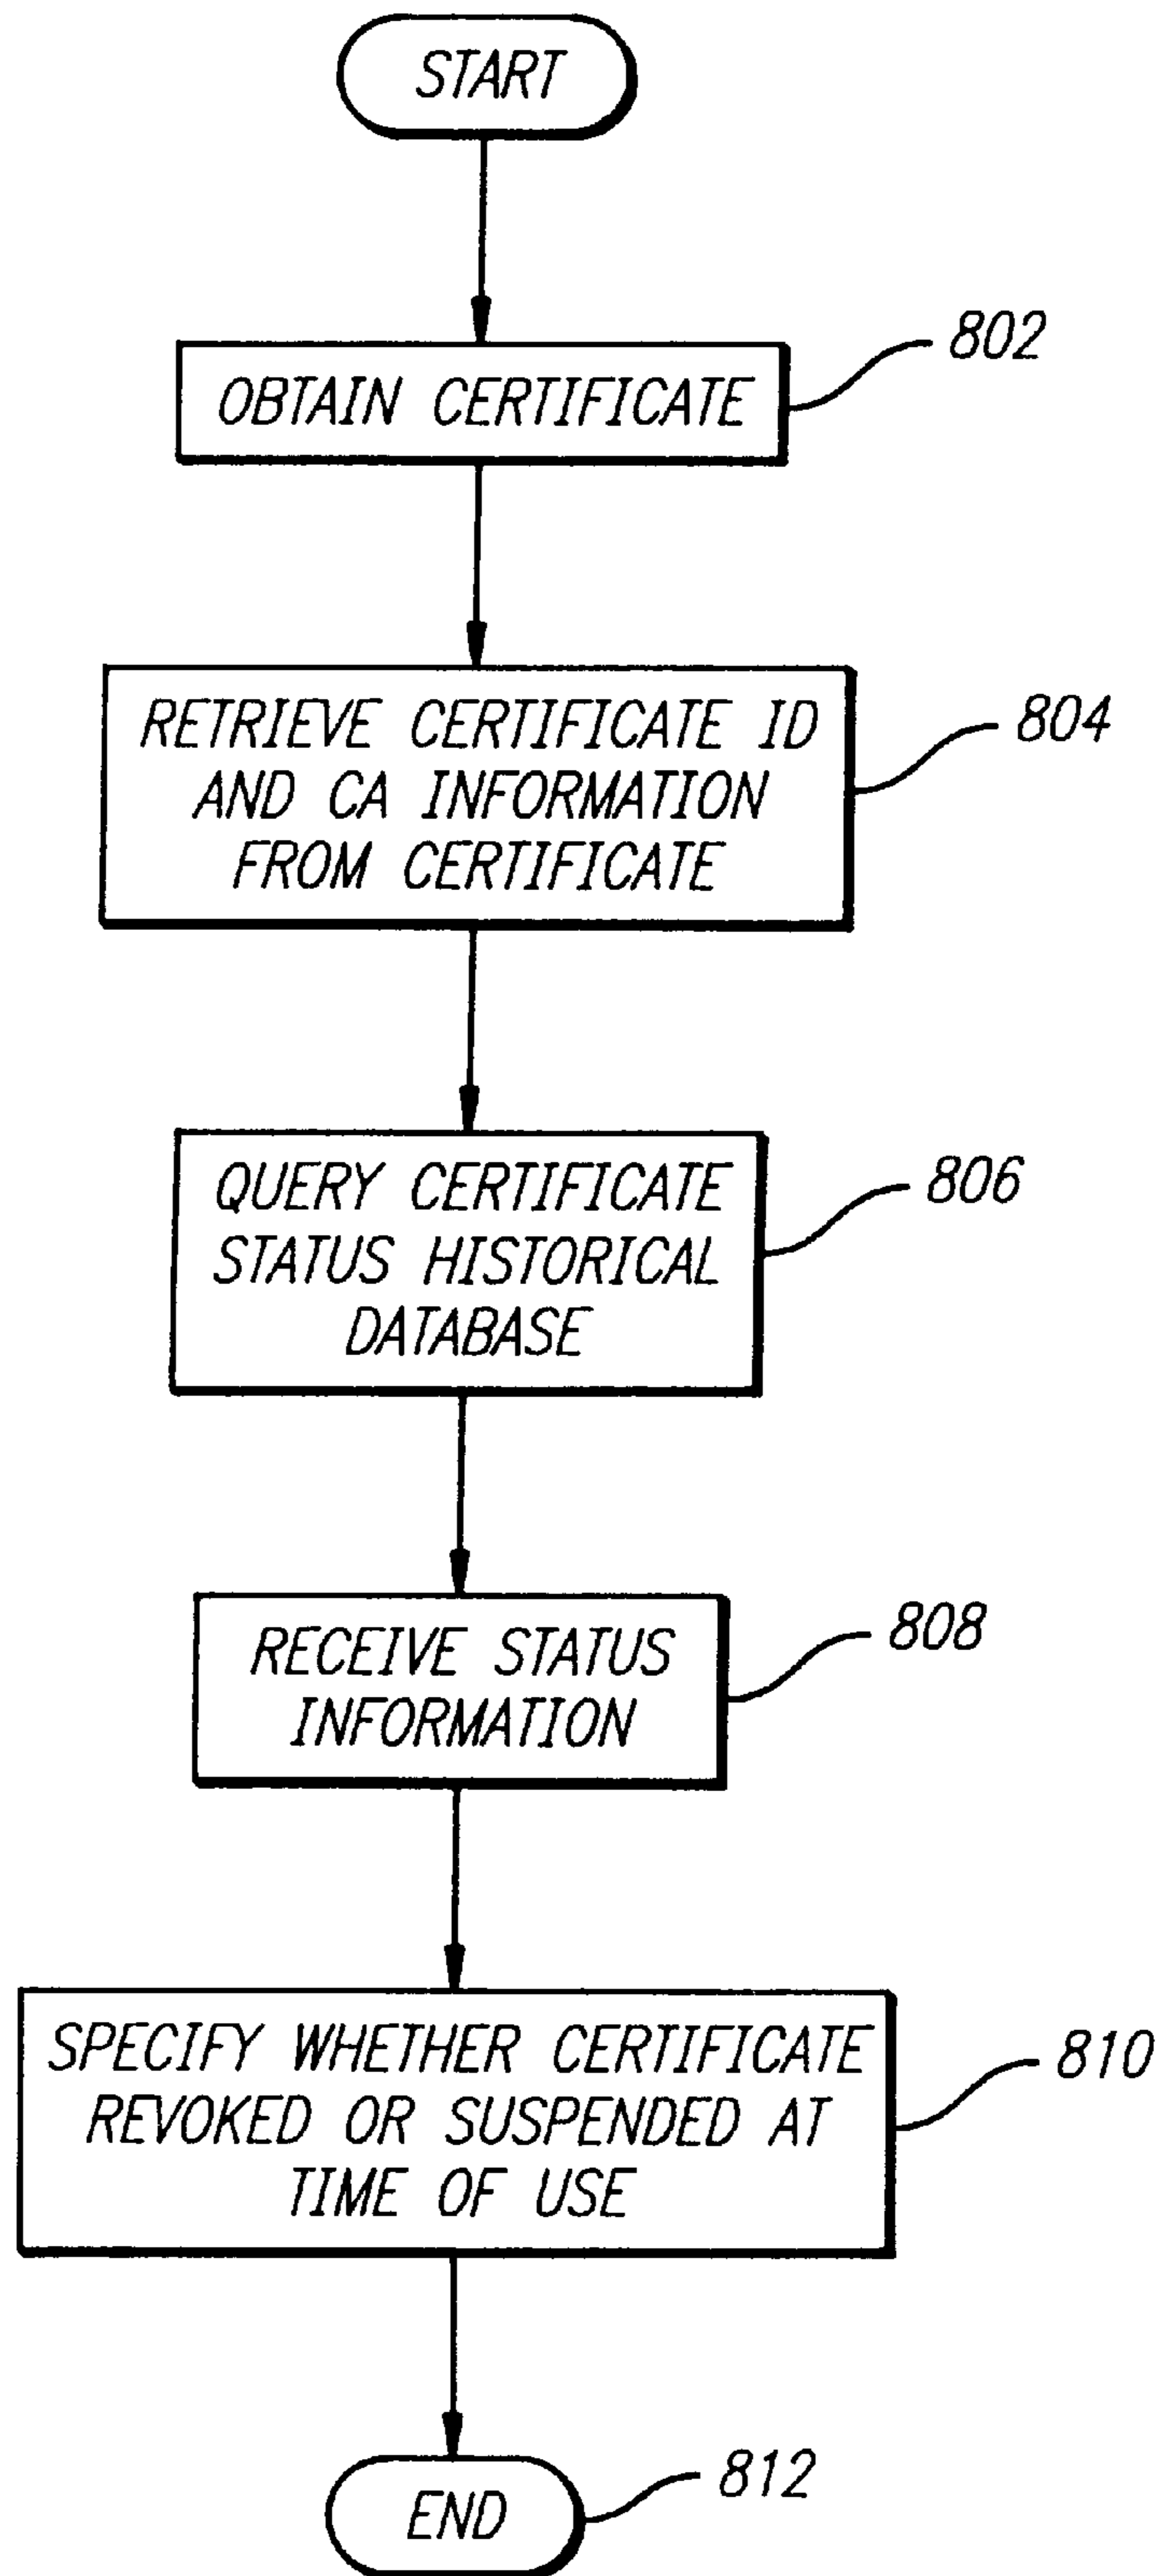 START
802
OBTAIN CERTIFICATE
804
RETRIEVE CERTIFICATE ID
AND CA INFORMATION
FROM CERTIFICATE
806
QUERY CERTIFICATE
STATUS HISTORICAL
DATABASE
808
RECEIVE STATUS
INFORMATION
810
SPECIFY WHETHER CERTIFICATE
REVOKED OR SUSPENDED AT
TIME OF USE
812
END